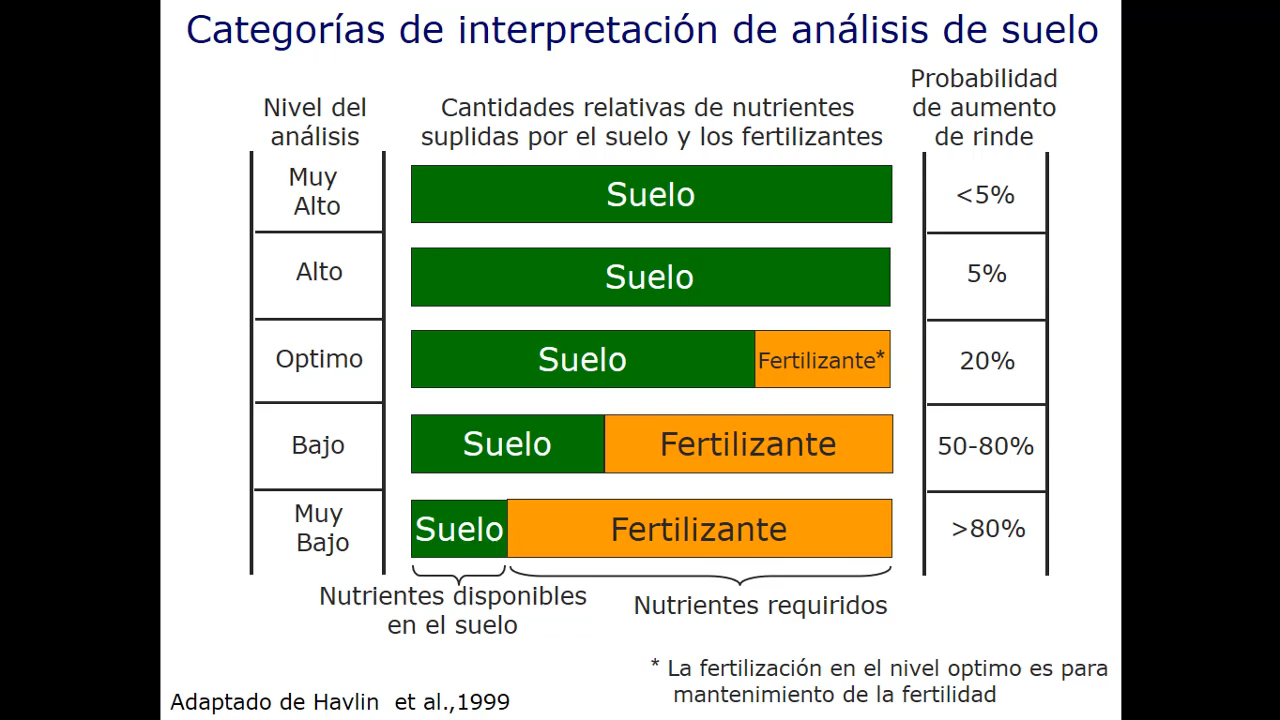 Categorías de interpretación de análisis de suelo
Nivel del
análisis
Cantidades relativas de nutrientes
suplidas por el suelo y los fertilizantes
Probabilidad
de aumento
de rinde
Muy
Alto
Suelo
<5%
Alto
Suelo
5%
Optimo
Suelo
Fertilizante*
20%
Bajo
Suelo
Fertilizante
50-80%
Muy
Bajo
Suelo
Fertilizante
>80%
Nutrientes disponibles
en el suelo
Nutrientes requiridos
* La fertilización en el nivel optimo es para
mantenimiento de la fertilidad
Adaptado de Havlin et al.,1999